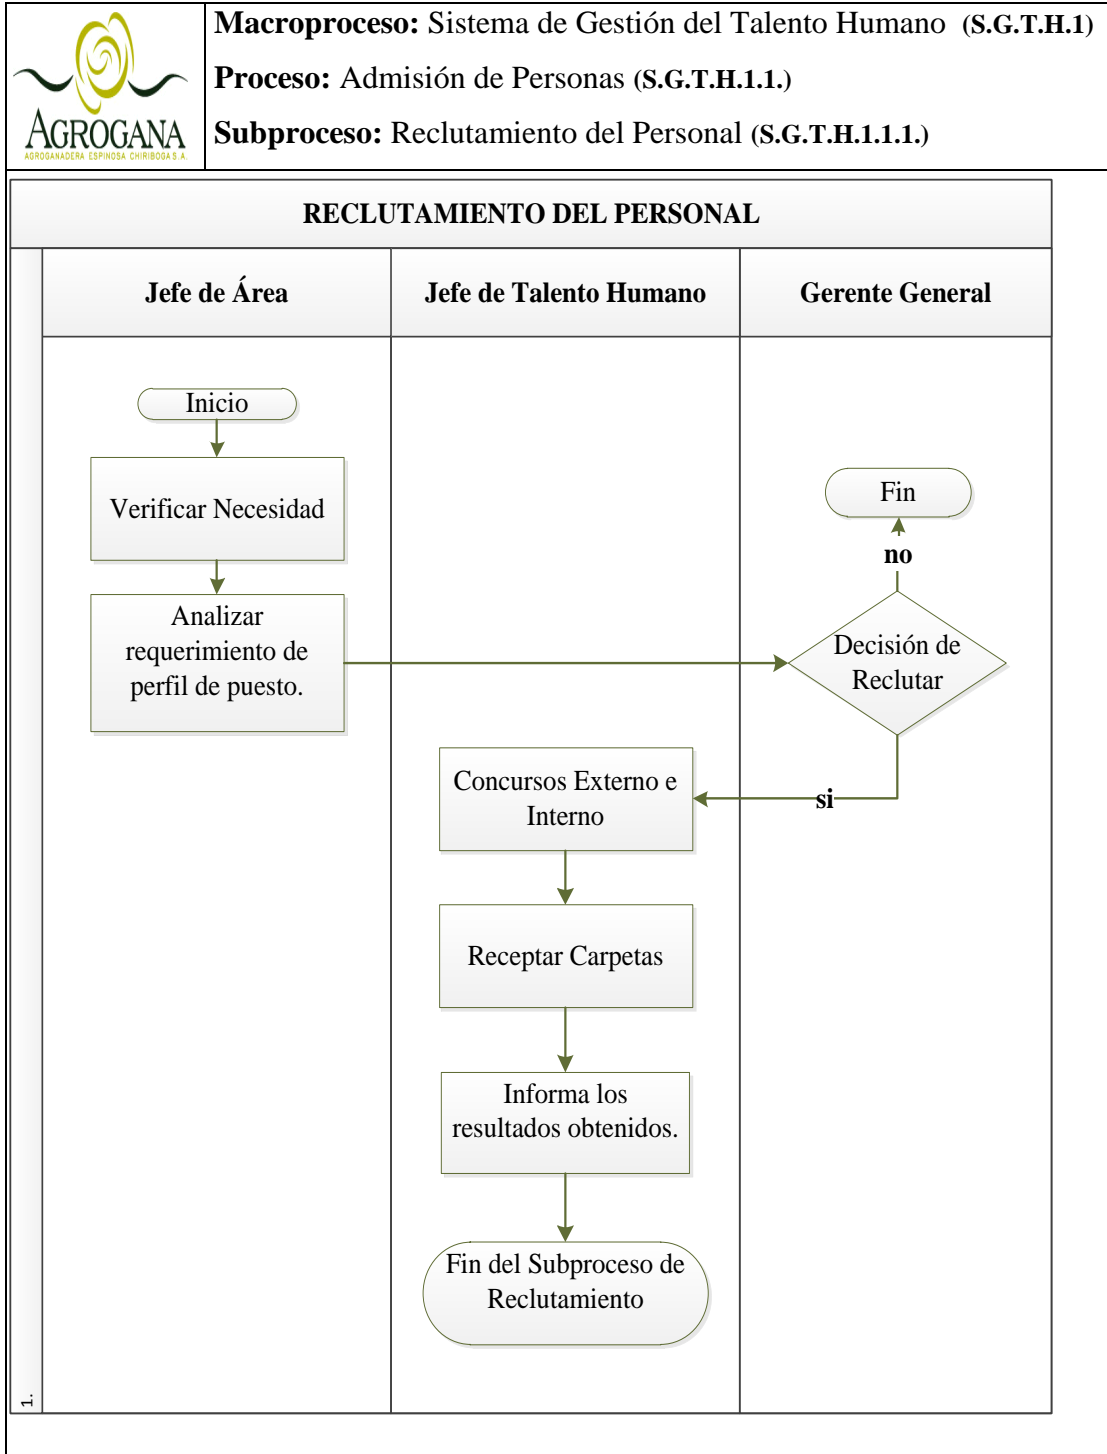 Macroproceso: Sistema de Gestión del Talento Humano (S.G.T.H.1)
Proceso: Admisión de Personas (S.G.T.H.1.1.)
Subproceso: Reclutamiento del Personal (S.G.T.H.1.1.1.)
AGROGANA
AGROGANADERA ESPINOSA CHIRIBOGA S.A.
RECLUTAMIENTO DEL PERSONAL
Jefe de Área
Jefe de Talento Humano
Gerente General
Inicio
Verificar Necesidad
Analizar
requerimiento de
perfil de puesto.
Fin
no
Decisión de
Reclutar
si
Concursos Externo e
Interno
Receptar Carpetas
Informa los
resultados obtenidos.
Fin del Subproceso de
Reclutamiento
1.